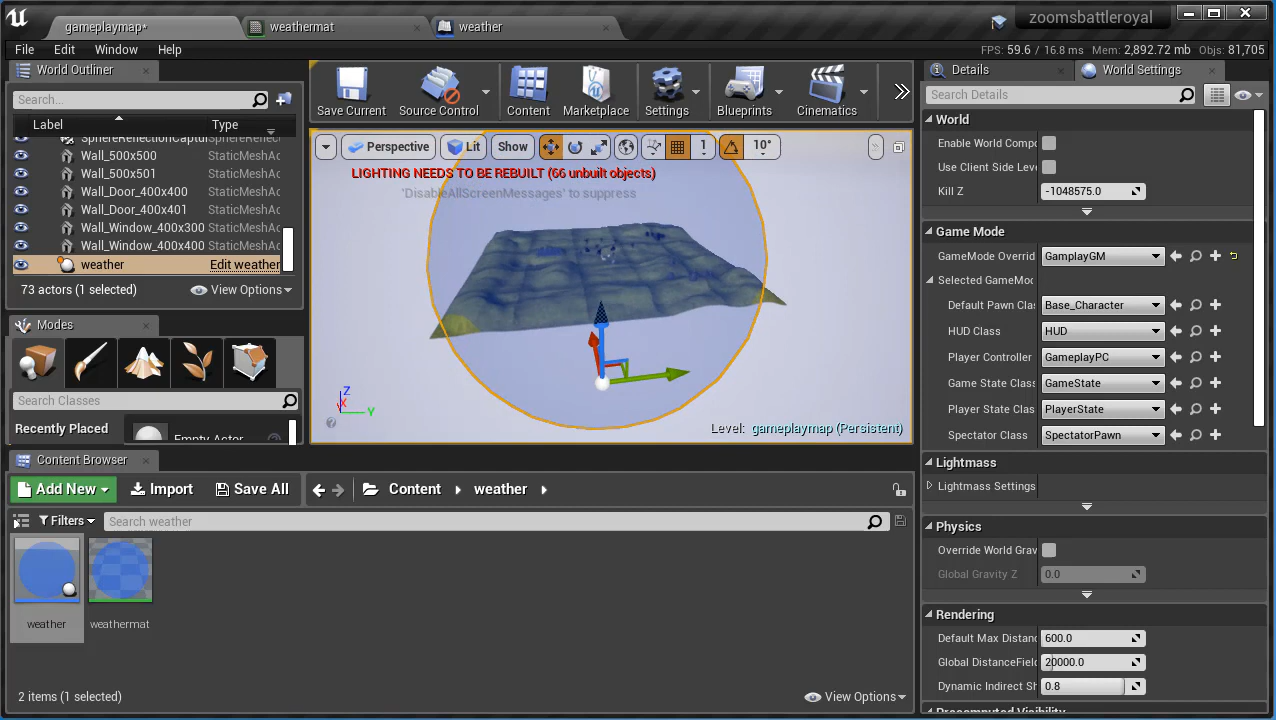 gameplaymap*
weathermat
weather
zoomsbattleroyal
File Edit Window Help
FPS: 59.6 / 16.8 ms Mem: 2,892.72 mb Objs: 81,705
World Outliner
Search...
Label Type
SphereReflectionCaptur SphereReflec
Wall_500x500 StaticMeshAc
Wall_500x501 StaticMeshAc
Wall_Door_400x400 StaticMeshAc
Wall_Door_400x401 StaticMeshAc
Wall_Window_400x300 StaticMeshAc
Wall_Window_400x400 StaticMeshAc
weather Edit weather
73 actors (1 selected) View Options
Modes
Search Classes
Recently Placed
Empty Actor
Save Current Source Control Content Marketplace Settings Blueprints Cinematics
Perspective Lit Show 1 10°
LIGHTING NEEDS TO BE REBUILT (66 unbuilt objects)
'DisableAllScreenMessages' to suppress
Z
X
Y
Level: gameplaymap (Persistent)
Content Browser
Add New Import Save All Content weather
Filters Search weather
weather
weathermat
2 items (1 selected) View Options
Details
World Settings
Search Details
World
Enable World Compo
Use Client Side Leve
Kill Z -1048575.0
Game Mode
GameMode Overrid GamplayGM
Selected GameMod
Default Pawn Clas Base_Character
HUD Class HUD
Player Controller GameplayPC
Game State Class GameState
Player State Clas PlayerState
Spectator Class SpectatorPawn
Lightmass
Lightmass Settings
Physics
Override World Grav
Global Gravity Z 0.0
Rendering
Default Max Distanc 600.0
Global DistanceField 20000.0
Dynamic Indirect Sh 0.8
Precomputed Visibility